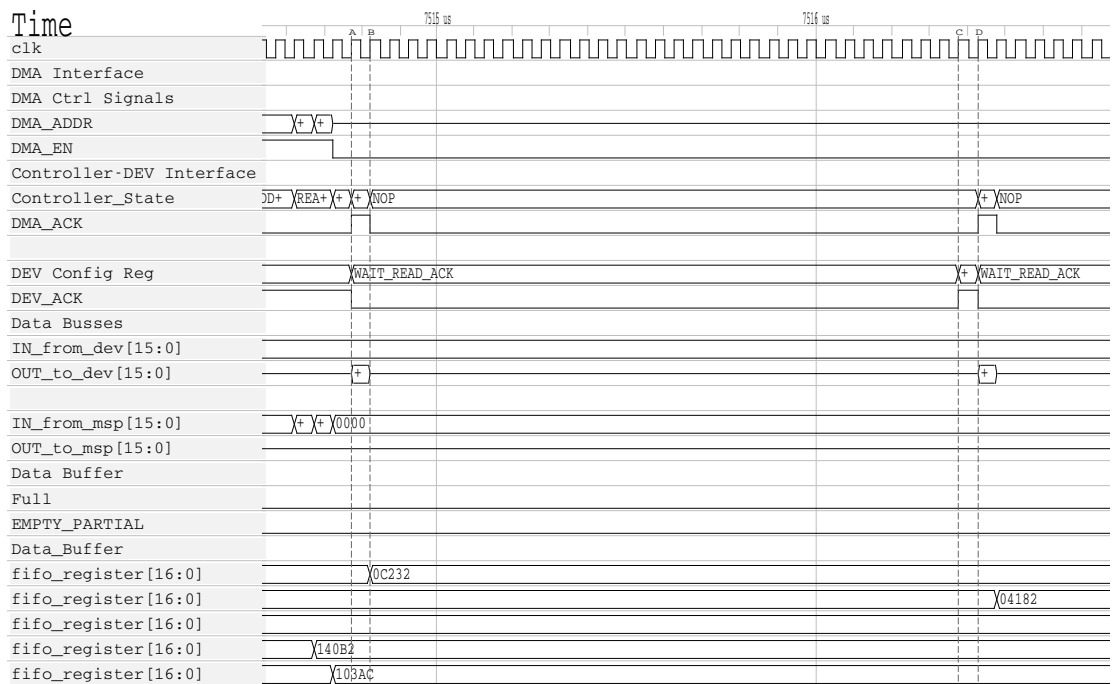 Time 7515 us 7516 us
A B C D
clk
DMA Interface
DMA Ctrl Signals
DMA_ADDR + +
DMA_EN
Controller-DEV Interface
Controller_State DD+ REA+ + + NOP + NOP
DMA_ACK
DEV Config Reg WAIT_READ_ACK + WAIT_READ_ACK
DEV_ACK
Data Busses
IN_from_dev[15:0]
OUT_to_dev[15:0] + +
IN_from_msp[15:0] + + 0000
OUT_to_msp[15:0]
Data Buffer
Full
EMPTY_PARTIAL
Data_Buffer
fifo_register[16:0] 0C232
fifo_register[16:0] 04182
fifo_register[16:0]
fifo_register[16:0] 140B2
fifo_register[16:0] 103AC